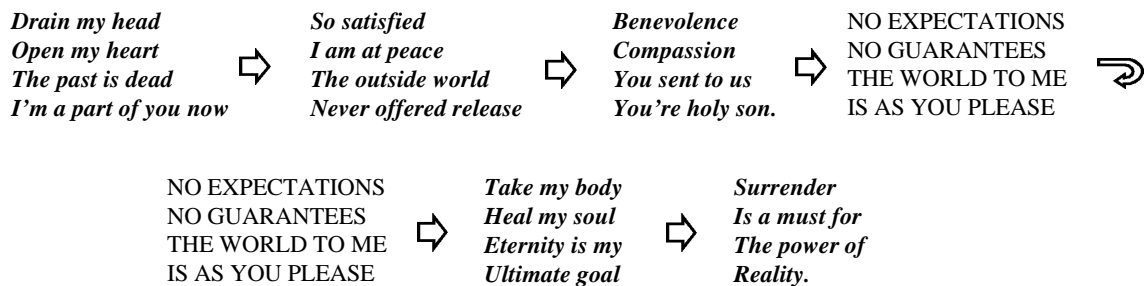 Drain my head
Open my heart
The past is dead
I'm a part of you now
So satisfied
I am at peace
The outside world
Never offered release
Benevolence
Compassion
You sent to us
You're holy son.
NO EXPECTATIONS
NO GUARANTEES
THE WORLD TO ME
IS AS YOU PLEASE
NO EXPECTATIONS
NO GUARANTEES
THE WORLD TO ME
IS AS YOU PLEASE
Take my body
Heal my soul
Eternity is my
Ultimate goal
Surrender
Is a must for
The power of
Reality.